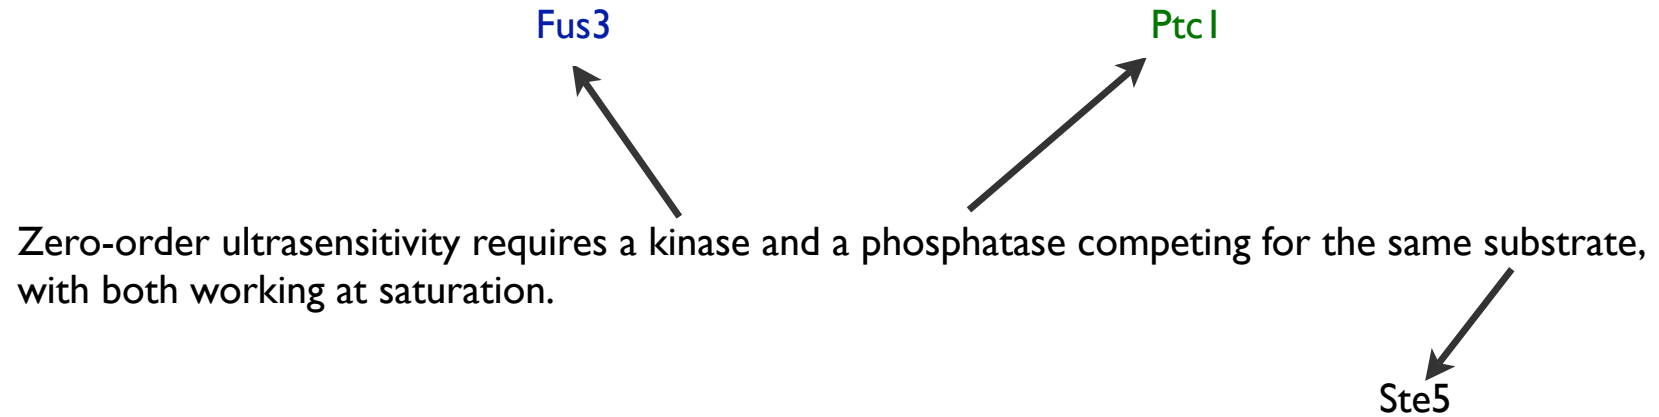 Fus3 Ptc1
Zero-order ultrasensitivity requires a kinase and a phosphatase competing for the same substrate,
with both working at saturation.
Ste5